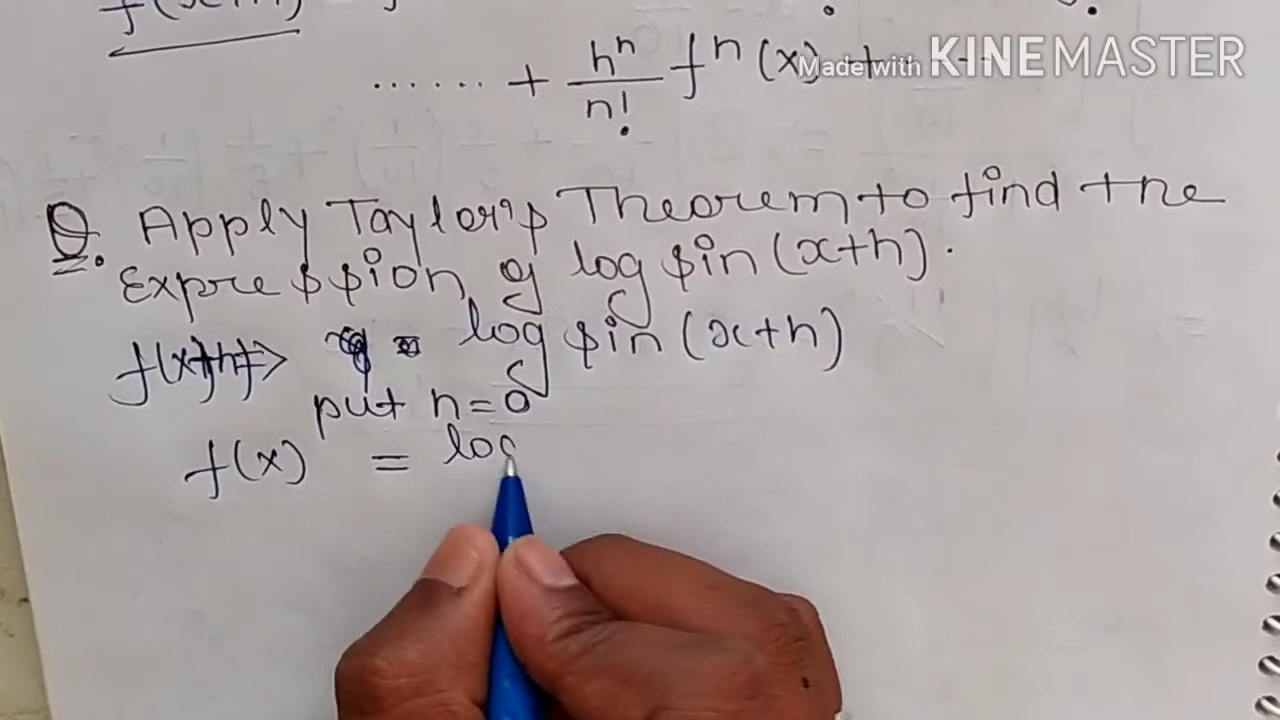 ...... + hⁿ/n! fⁿ(x) + ...
Made with KINEMASTER
Q. Apply Taylor's Theorem to find the
Expression of log sin(x+h).
f(x+h) = log sin(x+h)
put h=0
f(x) = log